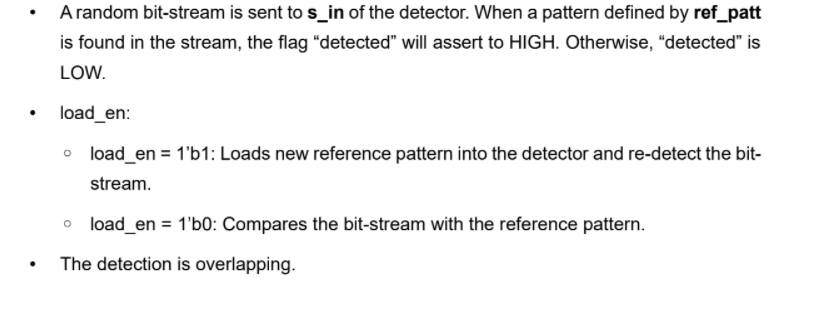 • A random bit-stream is sent to s_in of the detector. When a pattern defined by ref_patt
is found in the stream, the flag “detected” will assert to HIGH. Otherwise, “detected” is
LOW.
• load_en:
○ load_en = 1’b1: Loads new reference pattern into the detector and re-detect the bit-
stream.
○ load_en = 1’b0: Compares the bit-stream with the reference pattern.
• The detection is overlapping.